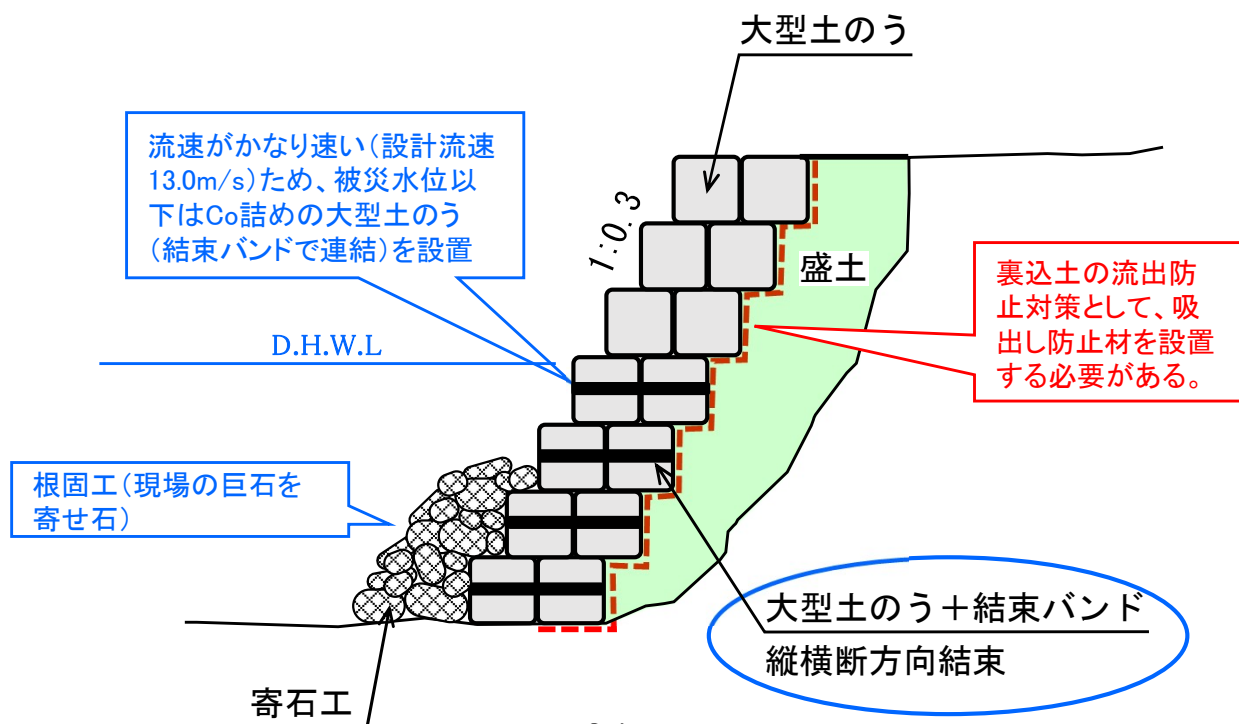 大型土のう
流速がかなり速い（設計流速
13.0m/s）ため、被災水位以
下はCo詰めの大型土のう
（結束バンドで連結）を設置
1:0.3
盛土
裏込土の流出防
止対策として、吸
出し防止材を設置
する必要がある。
D.H.W.L
根固工（現場の巨石を
寄せ石）
大型土のう＋結束バンド
縦横断方向結束
寄石工